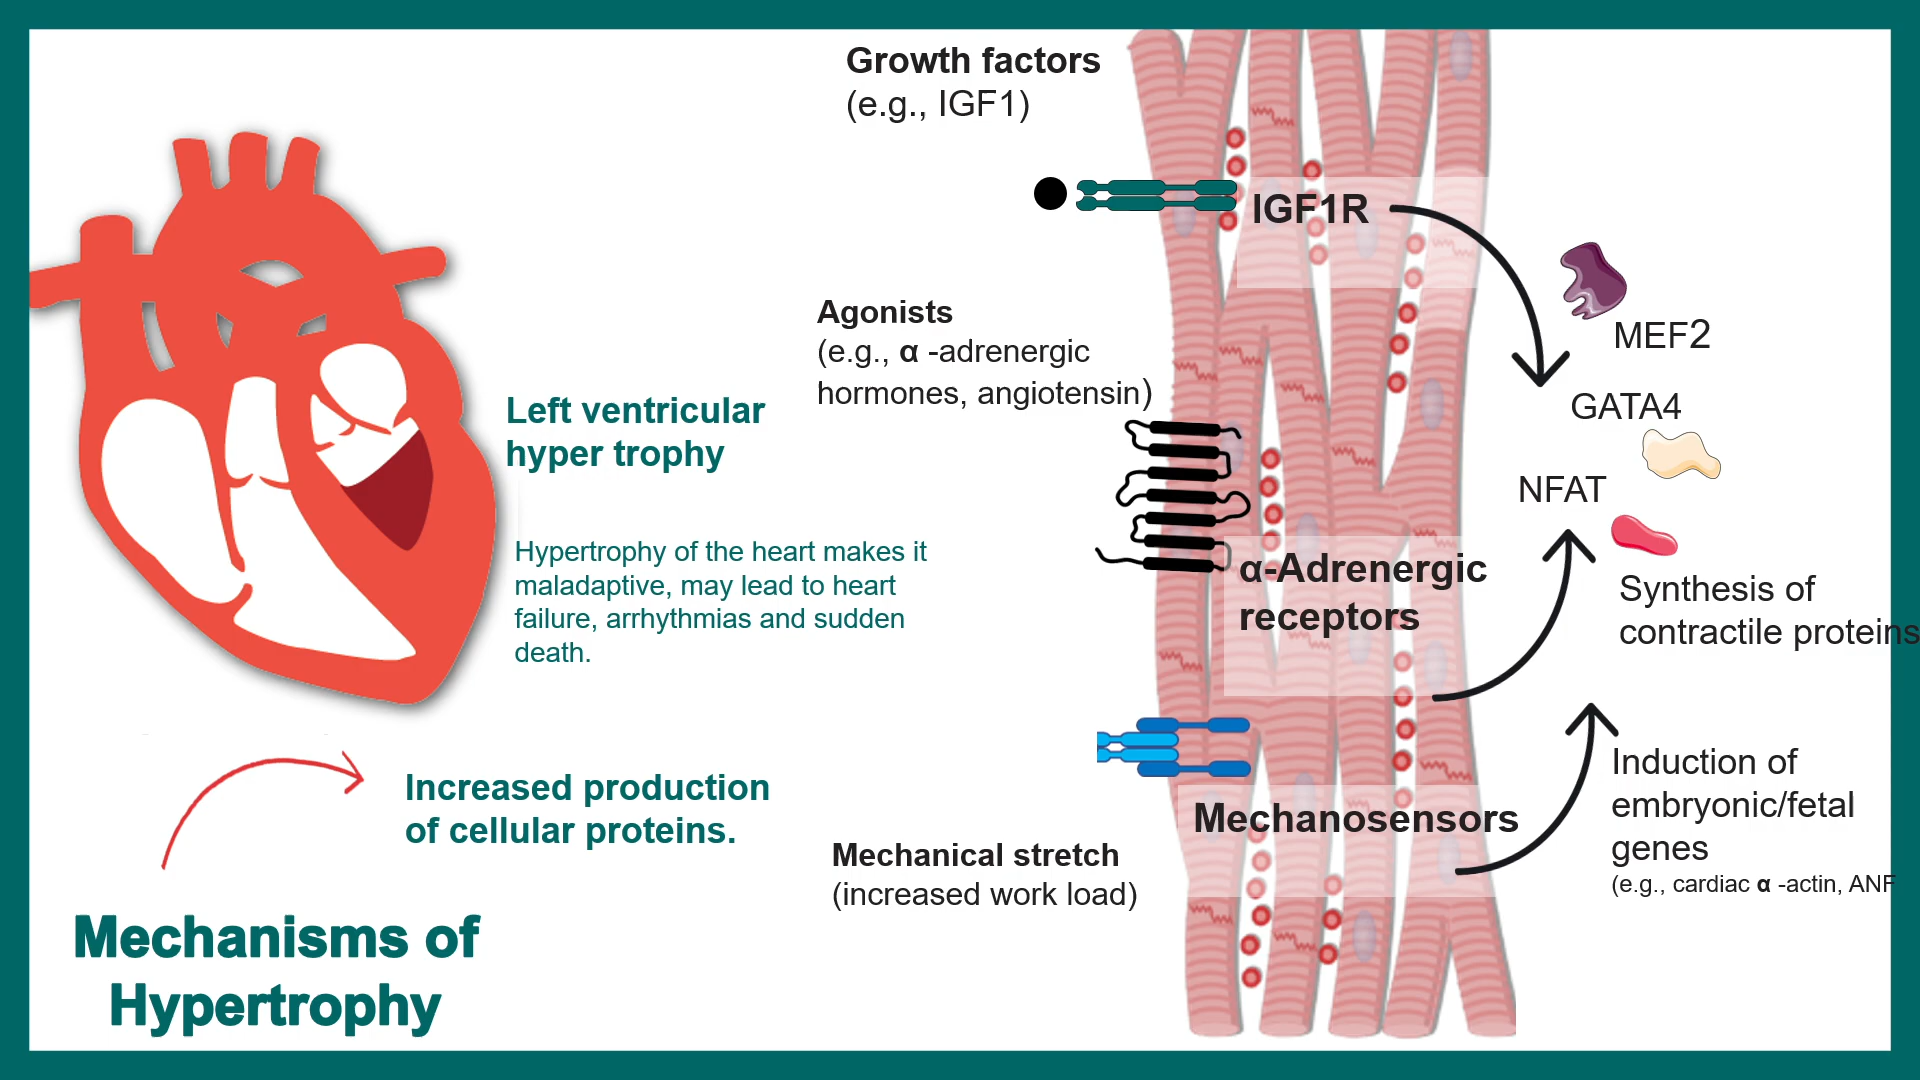 Growth factors
(e.g., IGF1)
IGF1R
MEF2
Agonists
(e.g., α -adrenergic
hormones, angiotensin)
GATA4
NFAT
Left ventricular
hyper trophy
Hypertrophy of the heart makes it
maladaptive, may lead to heart
failure, arrhythmias and sudden
death.
α-Adrenergic
receptors
Synthesis of
contractile proteins
Increased production
of cellular proteins.
Mechanosensors
Mechanical stretch
(increased work load)
Induction of
embryonic/fetal
genes
(e.g., cardiac α -actin, ANF
Mechanisms of
Hypertrophy